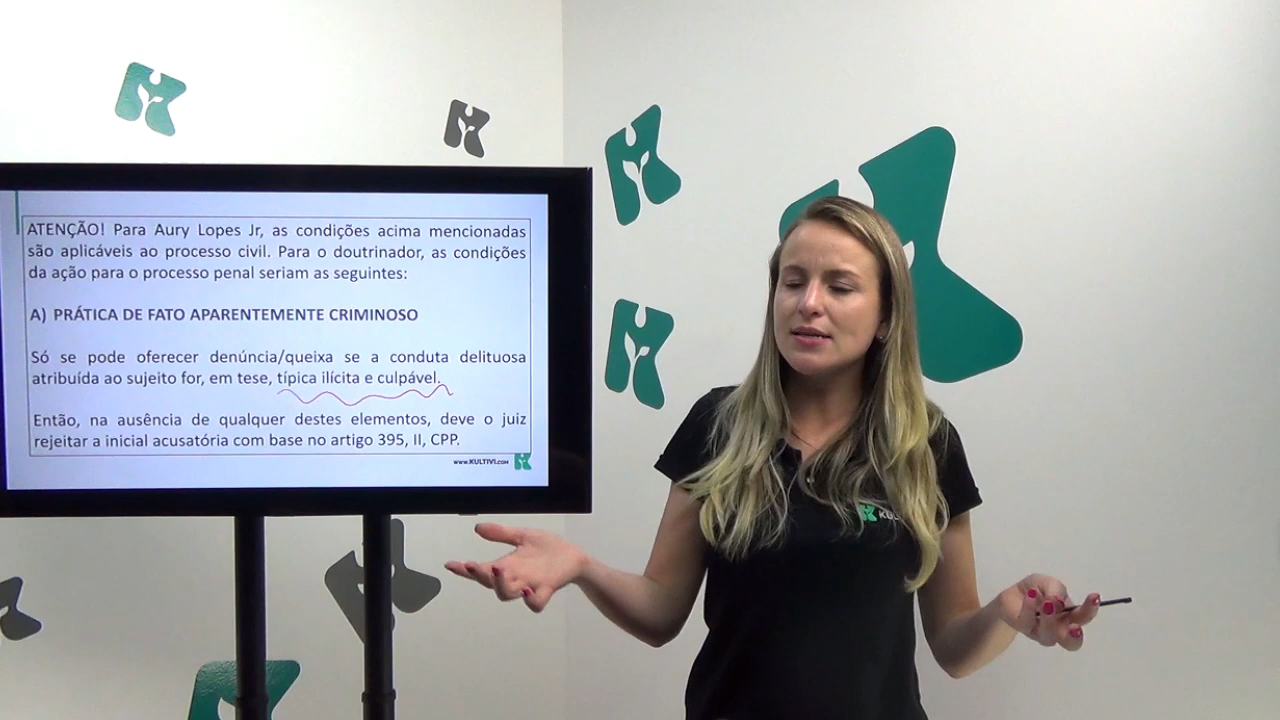 ATENÇÃO! Para Aury Lopes Jr, as condições acima mencionadas
são aplicáveis ao processo civil. Para o doutrinador, as condições
da ação para o processo penal seriam as seguintes:
A) PRÁTICA DE FATO APARENTEMENTE CRIMINOSO
Só se pode oferecer denúncia/queixa se a conduta delituosa
atribuída ao sujeito for, em tese, típica ilícita e culpável.
Então, na ausência de qualquer destes elementos, deve o juiz
rejeitar a inicial acusatória com base no artigo 395, II, CPP.
www.KULTIVI.com